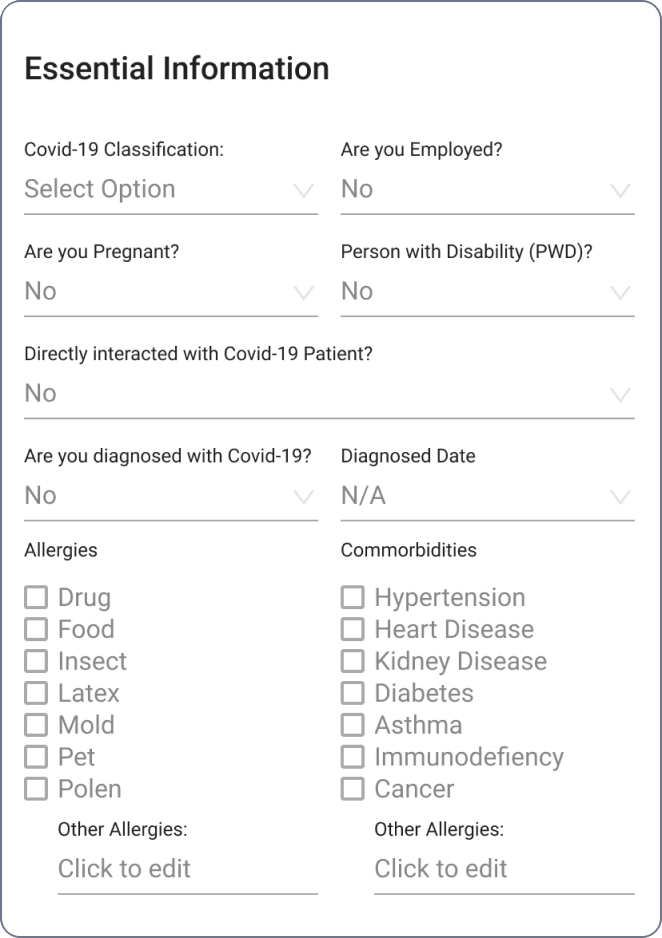 Essential Information
Covid-19 Classification:
Are you Employed?
Select Option
No
Are you Pregnant?
Person with Disability (PWD)?
No
No
Directly interacted with Covid-19 Patient?
No
Are you diagnosed with Covid-19?
Diagnosed Date
No
N/A
Allergies
Commorbidities
Drug
Hypertension
Food
Heart Disease
Insect
Kidney Disease
Latex
Diabetes
Mold
Asthma
Pet
Immunodefiency
Polen
Cancer
Other Allergies:
Other Allergies:
Click to edit
Click to edit